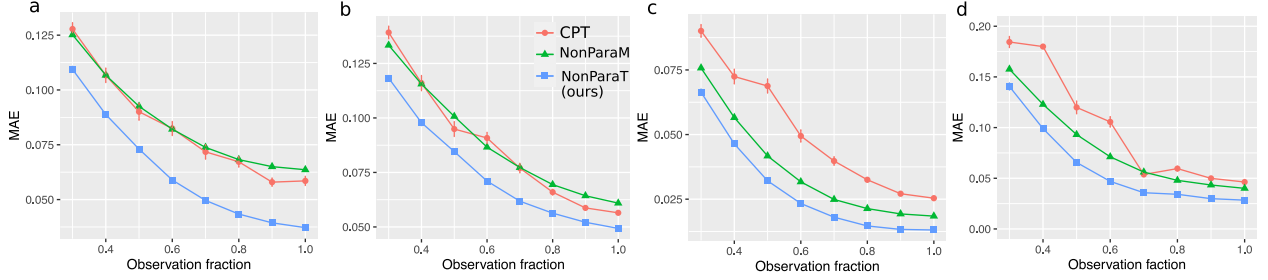 a
0.125
0.100
0.075
0.050
MAE
0.4
0.6
0.8
1.0
Observation fraction
b
CPT
NonParaM
NonParaT
(ours)
0.125
0.100
0.075
0.050
MAE
0.4
0.6
0.8
1.0
Observation fraction
c
0.075
0.050
0.025
MAE
0.4
0.6
0.8
1.0
Observation fraction
d
0.20
0.15
0.10
0.05
0.00
MAE
0.4
0.6
0.8
1.0
Observation faction